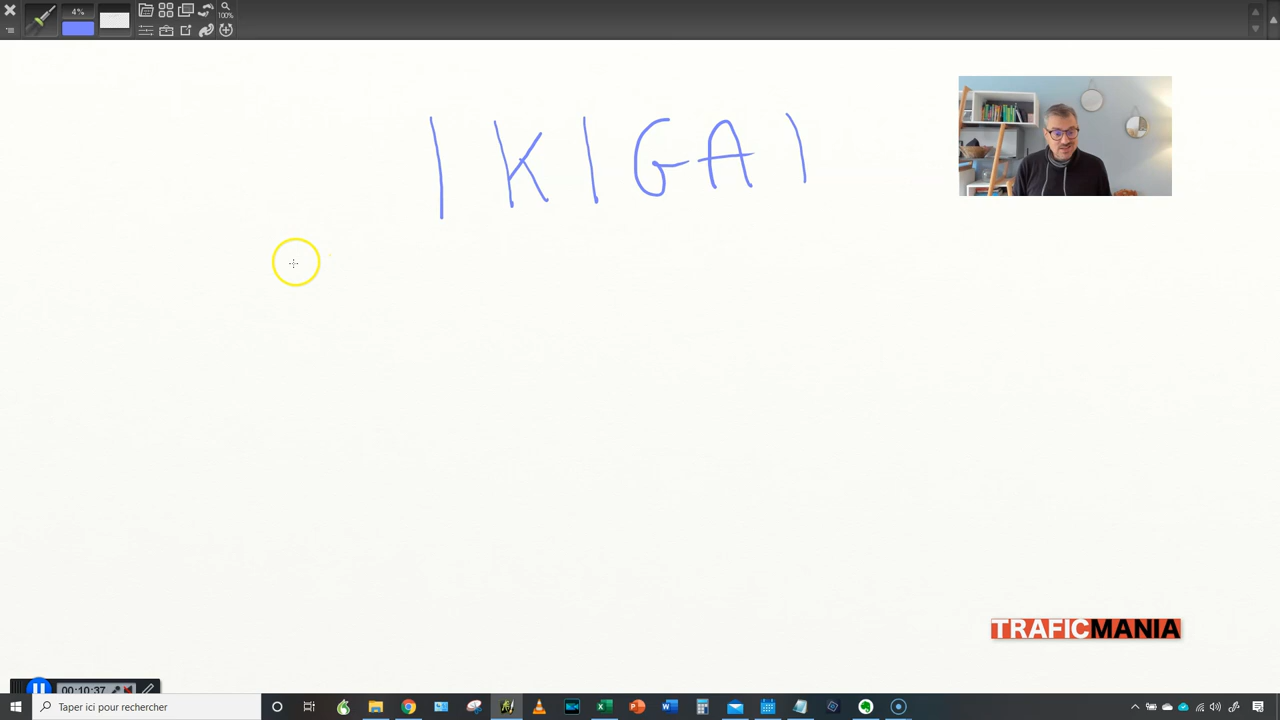 4%
100%
IKIGAI
TRAFICMANIA
00:10:37
Taper ici pour rechercher